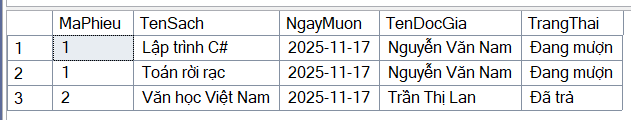 MaPhieu TenSach NgayMuon TenDocGia TrangThai
1 1 Lập trình C# 2025-11-17 Nguyễn Văn Nam Đang mượn
2 1 Toán rời rạc 2025-11-17 Nguyễn Văn Nam Đang mượn
3 2 Văn học Việt Nam 2025-11-17 Trần Thị Lan Đã trả